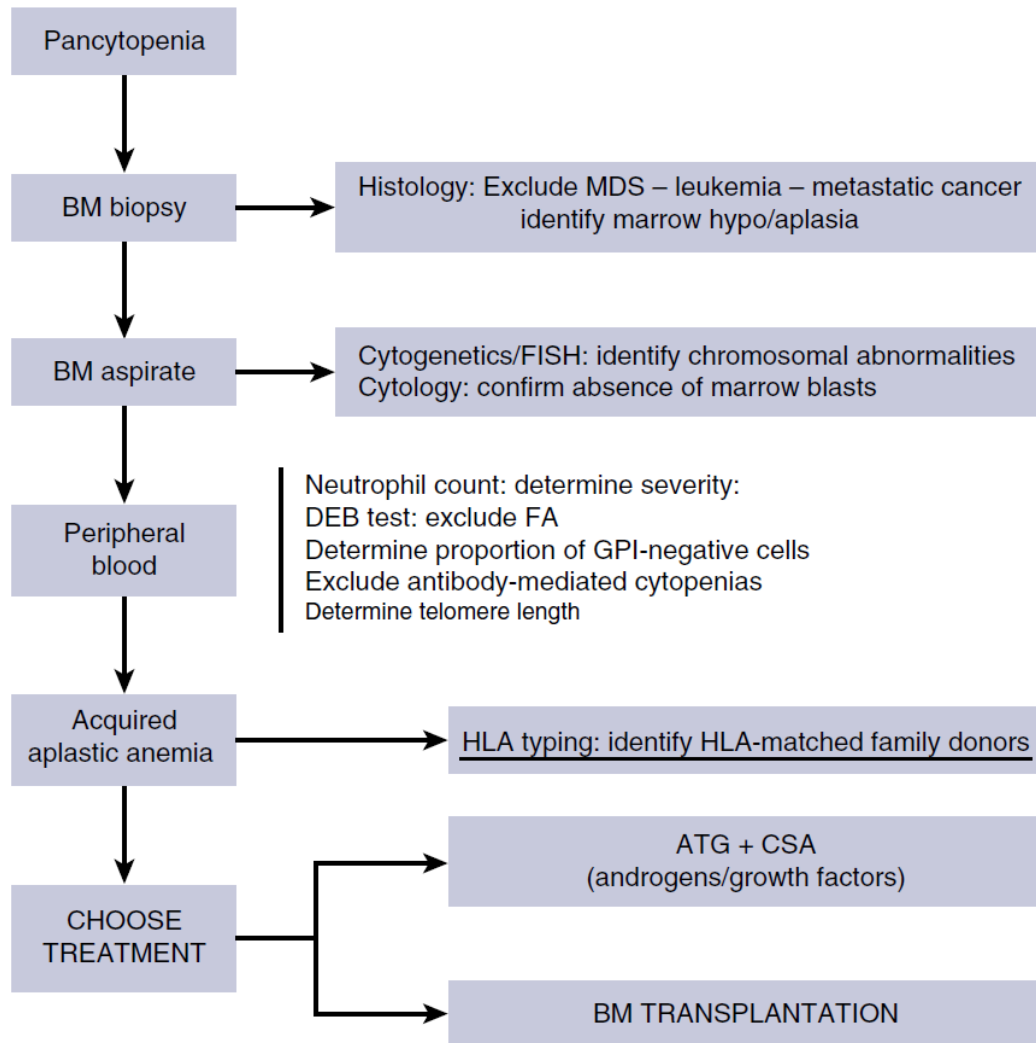 Pancytopenia
BM biopsy
Histology: Exclude MDS – leukemia – metastatic cancer
identify marrow hypo/aplasia
BM aspirate
Cytogenetics/FISH: identify chromosomal abnormalities
Cytology: confirm absence of marrow blasts
Peripheral
blood
Neutrophil count: determine severity:
DEB test: exclude FA
Determine proportion of GPI-negative cells
Exclude antibody-mediated cytopenias
Determine telomere length
Acquired
aplastic anemia
HLA typing: identify HLA-matched family donors
CHOOSE
TREATMENT
ATG + CSA
(androgens/growth factors)
BM TRANSPLANTATION